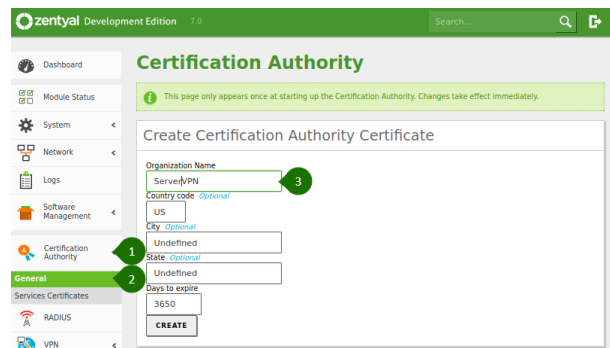 zentyal Development Edition 7.0
Search...
Dashboard
Module Status
System
Network
Logs
Software
Management
Certification
Authority
1
General
2
Services Certificates
RADIUS
VPN
Certification Authority
This page only appears once at starting up the Certification Authority. Changes take effect immediately.
Create Certification Authority Certificate
Organization Name
ServerVPN
3
Country code Optional
US
City Optional
Undefined
State Optional
Undefined
Days to expire
3650
CREATE